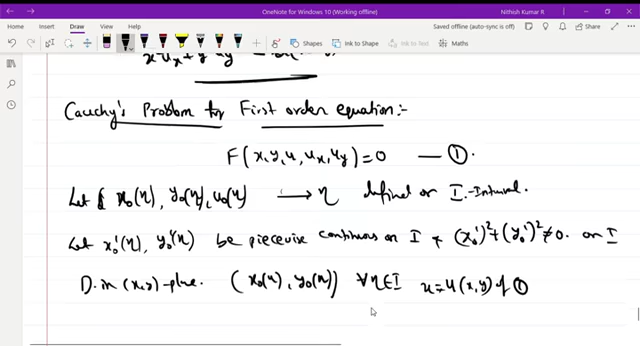 OneNote for Windows 10 (Working offline)
Nithish Kumar R
Home Insert Draw View Help
Saved offline (auto-sync is off) Share
Shapes Ink to Shape Ink to Text Math
Cauchy's Problem for First order equation:-
F(x,y,u,ux,uy)=0 — ①.
Let x₀(η), y₀(η), u₀(η) → η defined on I-Interval.
Let x₀'(η), y₀'(η) be piecewise continuous on I + (x₀')²+(y₀')²≠0. on I
D in (x,y)-plane. (x₀(η), y₀(η)) ∀ η∈I u=u(x,y) of ①